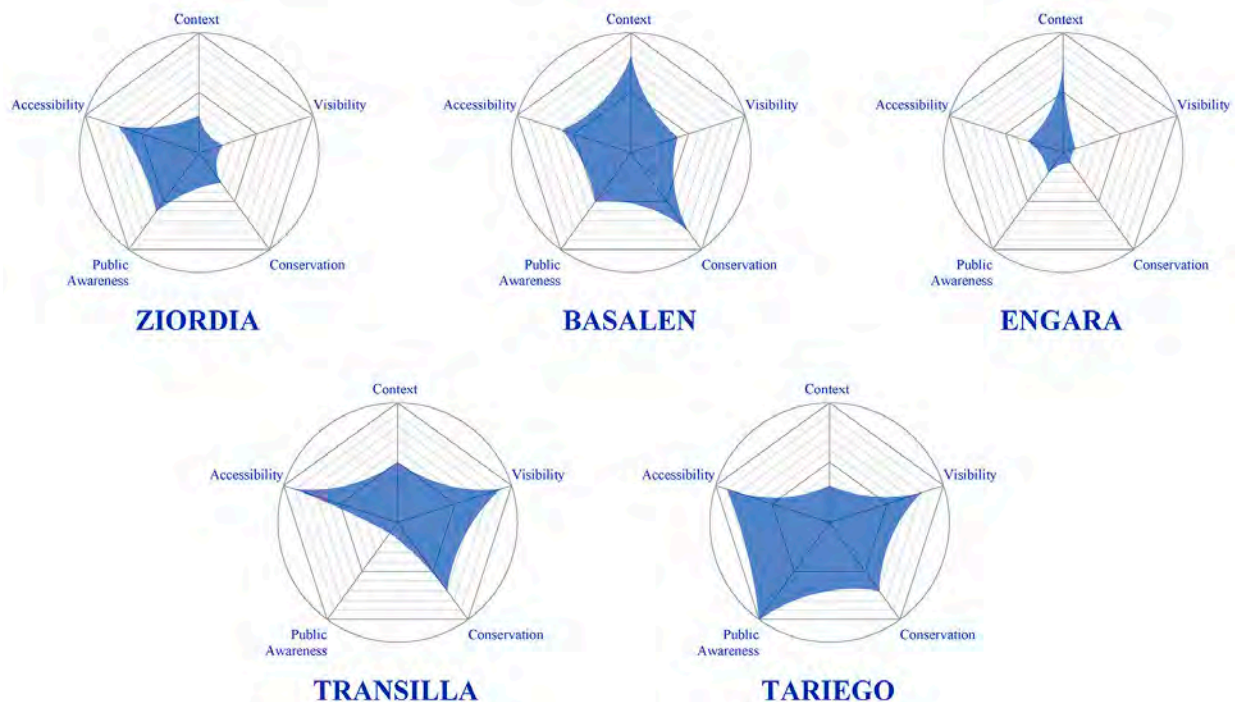 Context
Accessibility
Visibility
Public
Awareness
Conservation
ZIORDIA
Context
Accessibility
Visibility
Public
Awareness
Conservation
BASALEN
Context
Accessibility
Visibility
Public
Awareness
Conservation
ENGARA
Context
Accessibility
Visibility
Public
Awareness
Conservation
TRANSILLA
Context
Accessibility
Visibility
Public
Awareness
Conservation
TARIEGO